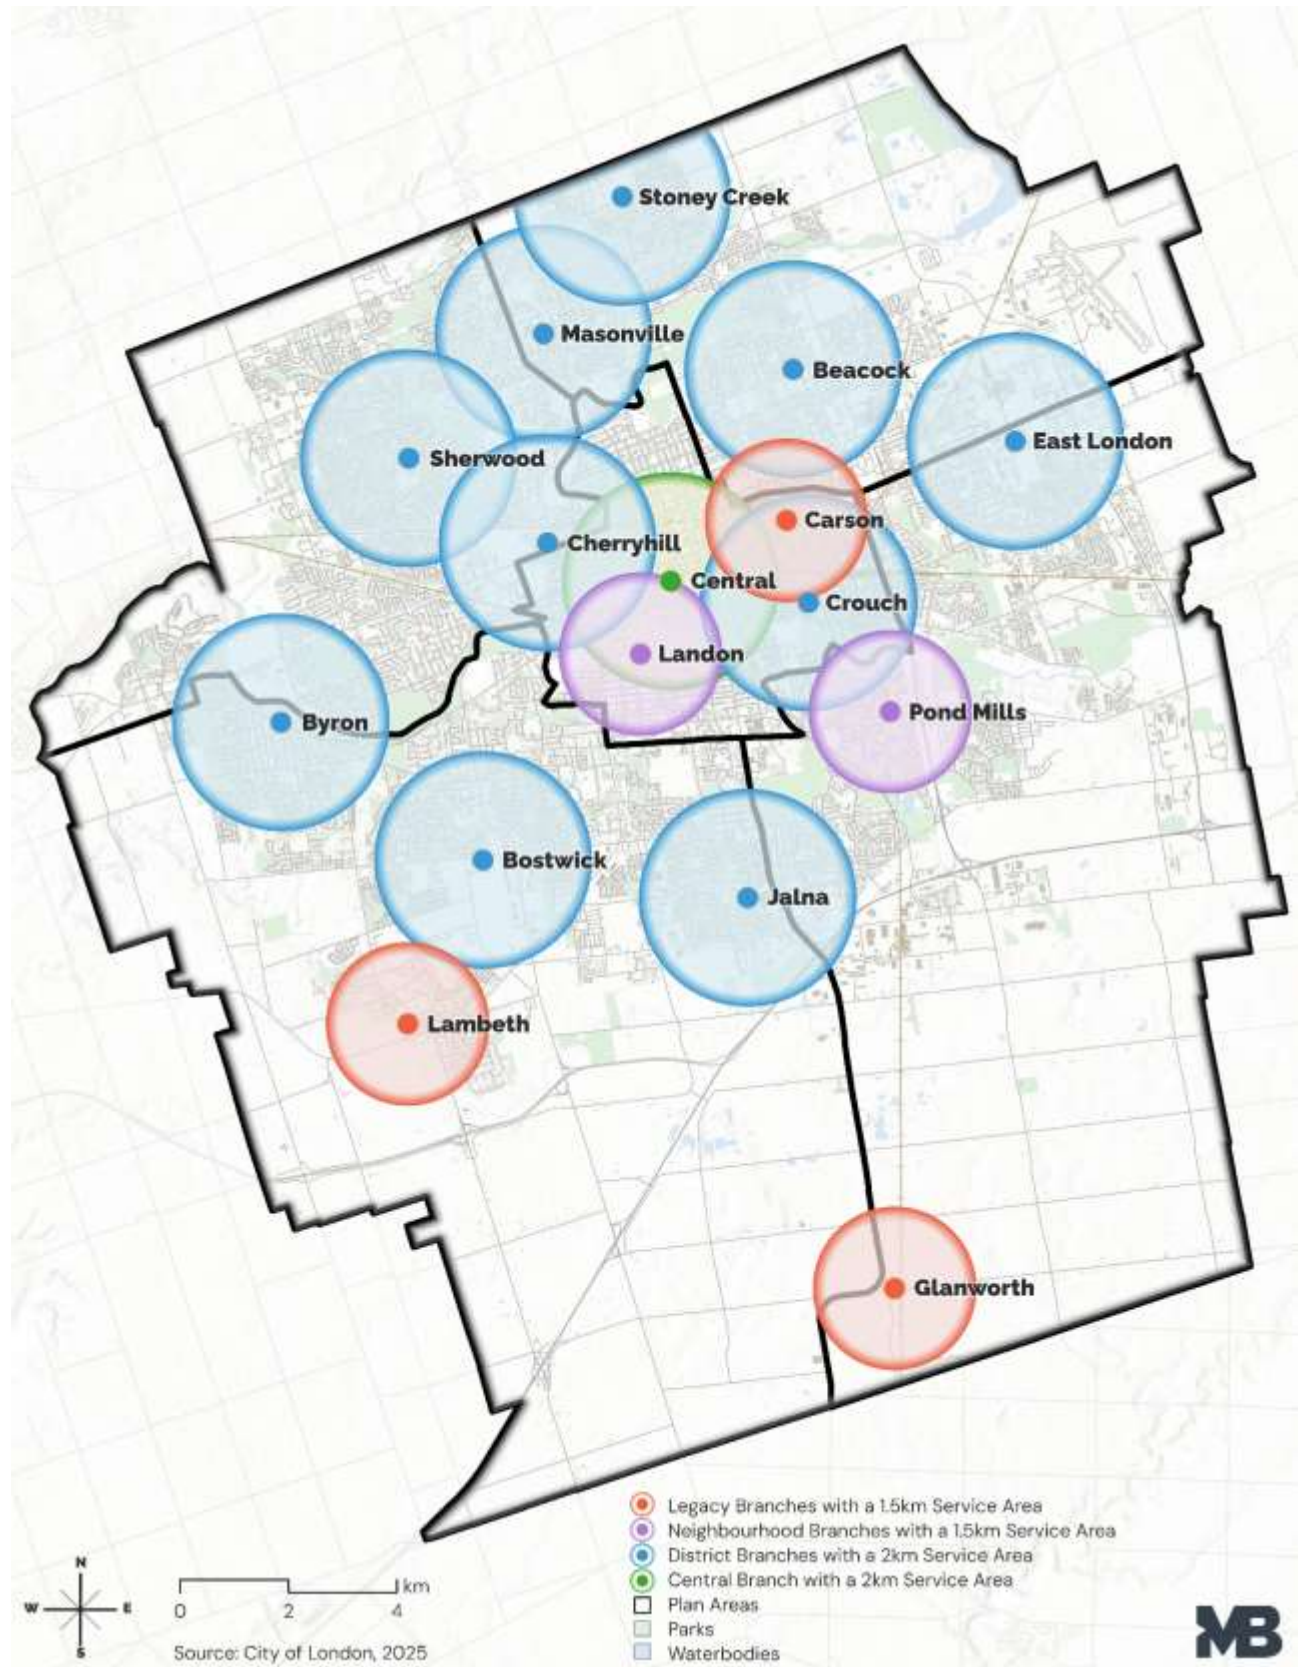 Stoney Creek
Masonville
Beacock
East London
Sherwood
Carson
Cherryhill
Central
Crouch
Landon
Pond Mills
Byron
Bostwick
Jalna
Lambeth
Glanworth
Legacy Branches with a 1.5km Service Area
Neighbourhood Branches with a 1.5km Service Area
District Branches with a 2km Service Area
Central Branch with a 2km Service Area
Plan Areas
Parks
Waterbodies
N
W E
S
km
0 2 4
Source: City of London, 2025
MB